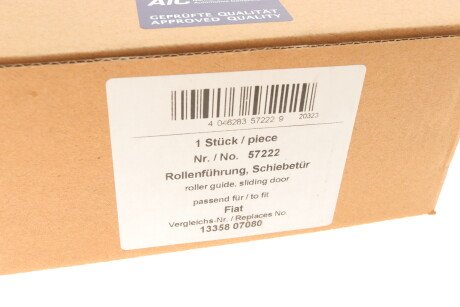 AIC
GEPRÜFTE QUALITÄT
APPROVED QUALITY
4 046283 57222 9 20323
1 Stück / piece
Nr. / No. 57222
Rollenführung, Schiebetür
roller guide, sliding door
passend für / to fit
Fiat
Vergleichs-Nr. / Replaces No.
13358 07080